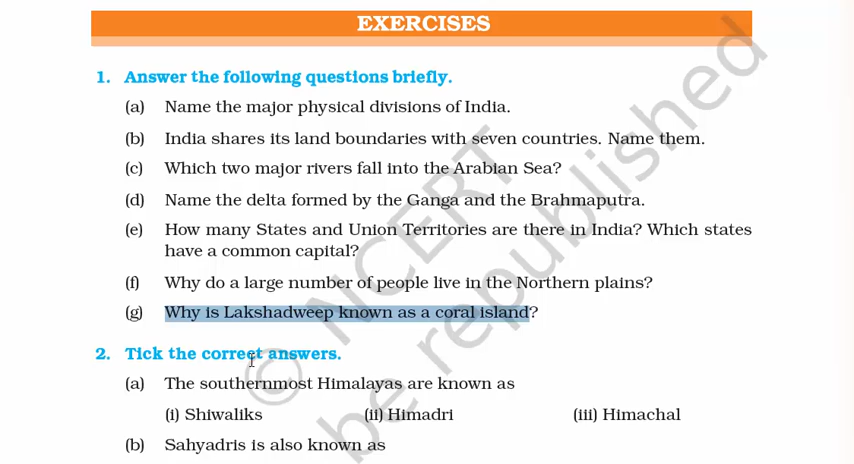 EXERCISES
1. Answer the following questions briefly.
(a) Name the major physical divisions of India.
(b) India shares its land boundaries with seven countries. Name them.
(c) Which two major rivers fall into the Arabian Sea?
(d) Name the delta formed by the Ganga and the Brahmaputra.
(e) How many States and Union Territories are there in India? Which states
have a common capital?
(f) Why do a large number of people live in the Northern plains?
(g) Why is Lakshadweep known as a coral island?
2. Tick the correct answers.
(a) The southernmost Himalayas are known as
(i) Shiwaliks (ii) Himadri (iii) Himachal
(b) Sahyadris is also known as
© NCERT
be republished